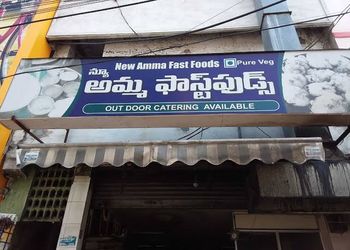 New Amma Fast Foods Pure Veg
న్యూ
అమ్మ ఫాస్ట్‌ఫుడ్స్
OUT DOOR CATERING AVAILABLE